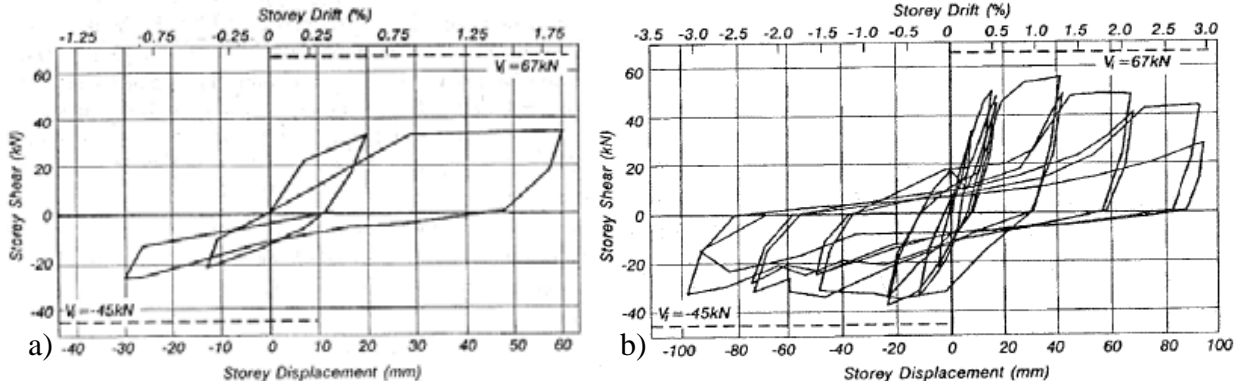 Storey Drift (%)
-1.25 -0.75 -0.25 0 0.25 0.75 1.25 1.75
60
40
20
0
-20
-40
Storey Shear (kN)
Vᵢ = 67kN
Vᵢ = -45kN
-40 -30 -20 -10 0 10 20 30 40 50 60
Storey Displacement (mm)
a)
Storey Drift (%)
-3.5 -3.0 -2.5 -2.0 -1.5 -1.0 -0.5 0 0.5 1.0 1.5 2.0 2.5 3.0
60
40
20
0
-20
-40
Storey Shear (kN)
Vᵢ = 67kN
Vᵢ = -45kN
-100 -80 -60 -40 -20 0 20 40 60 80 100
Storey Displacement (mm)
b)